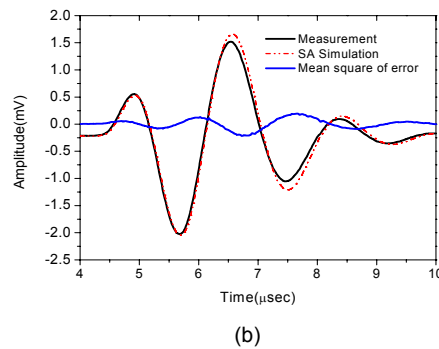 Measurement
SA Simulation
Mean square of error
Amplitude(mV)
2.0
1.5
1.0
0.5
0.0
-0.5
-1.0
-1.5
-2.0
-2.5
4 5 6 7 8 9 10
Time(μsec)
(b)